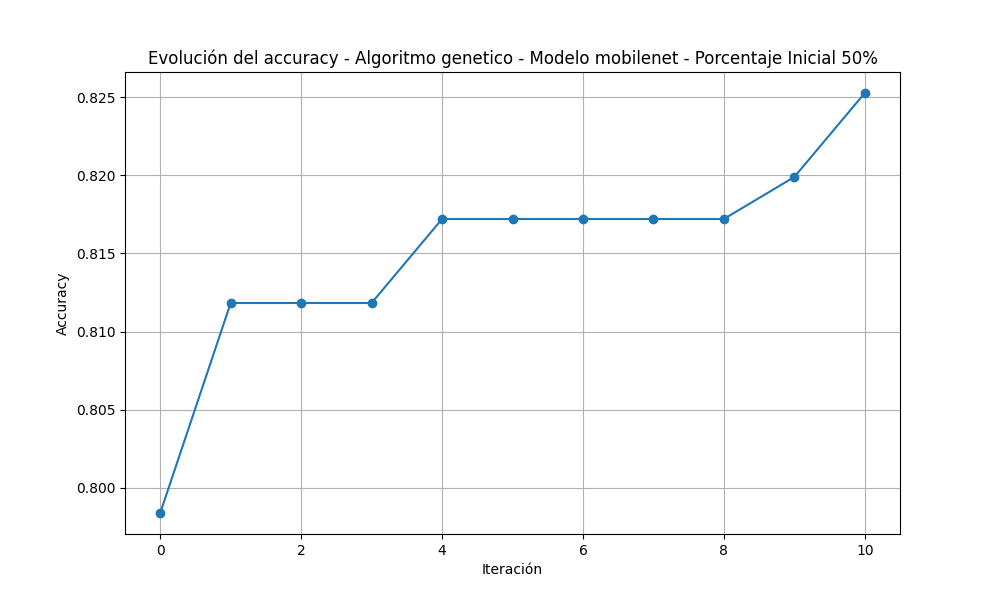 Evolución del accuracy - Algoritmo genetico - Modelo mobilenet - Porcentaje Inicial 50%
0.825
0.820
0.815
0.810
0.805
0.800
Accuracy
0 2 4 6 8 10
Iteración